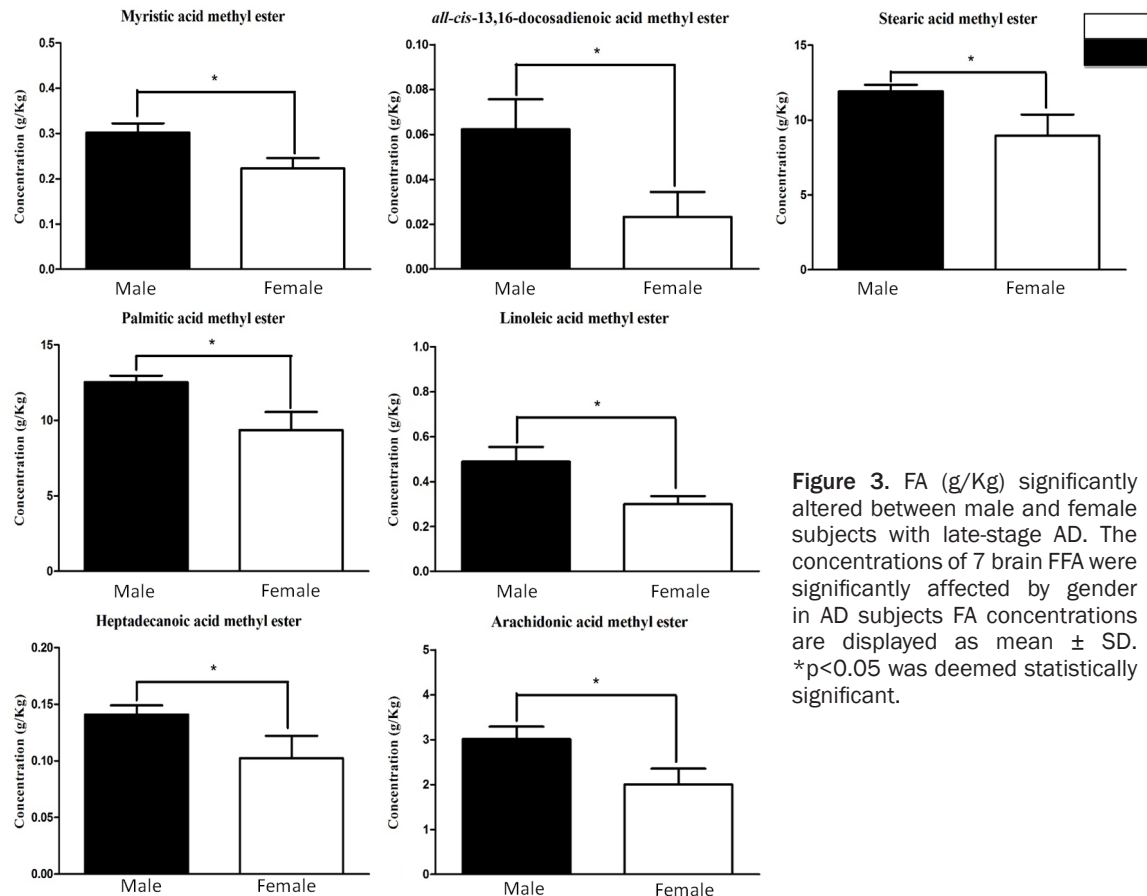 Myristic acid methyl ester
Concentration (g/Kg)
0.5
0.4
0.3
0.2
0.1
0.0
*
Male
Female
all-cis-13,16-docosadienoic acid methyl ester
Concentration (g/Kg)
0.10
0.08
0.06
0.04
0.02
0.00
*
Male
Female
Stearic acid methyl ester
Concentration (g/Kg)
15
10
5
0
*
Male
Female
Palmitic acid methyl ester
Concentration (g/Kg)
15
10
5
0
*
Male
Female
Linoleic acid methyl ester
Concentration (g/Kg)
1.0
0.8
0.6
0.4
0.2
0.0
*
Male
Female
Heptadecanoic acid methyl ester
Concentration (g/Kg)
0.20
0.15
0.10
0.05
0.00
*
Male
Female
Arachidonic acid methyl ester
Concentration (g/Kg)
5
4
3
2
1
0
*
Male
Female
Figure 3. FA (g/Kg) significantly
altered between male and female
subjects with late-stage AD. The
concentrations of 7 brain FFA were
significantly affected by gender
in AD subjects FA concentrations
are displayed as mean ± SD.
*p<0.05 was deemed statistically
significant.